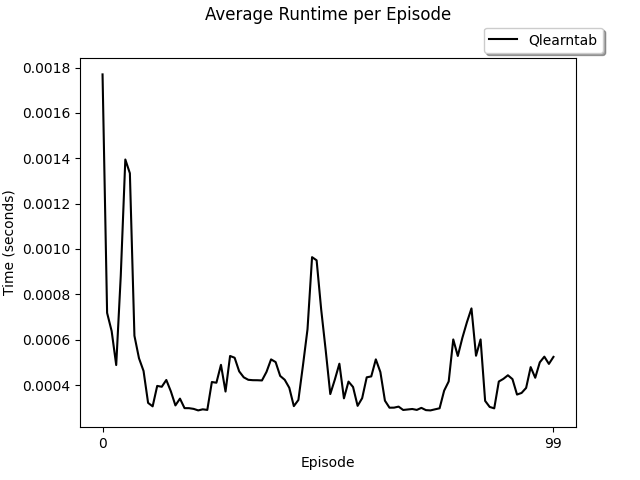 Average Runtime per Episode
Qlearntab
0.0018
0.0016
0.0014
0.0012
0.0010
0.0008
0.0006
0.0004
Time (seconds)
0
99
Episode